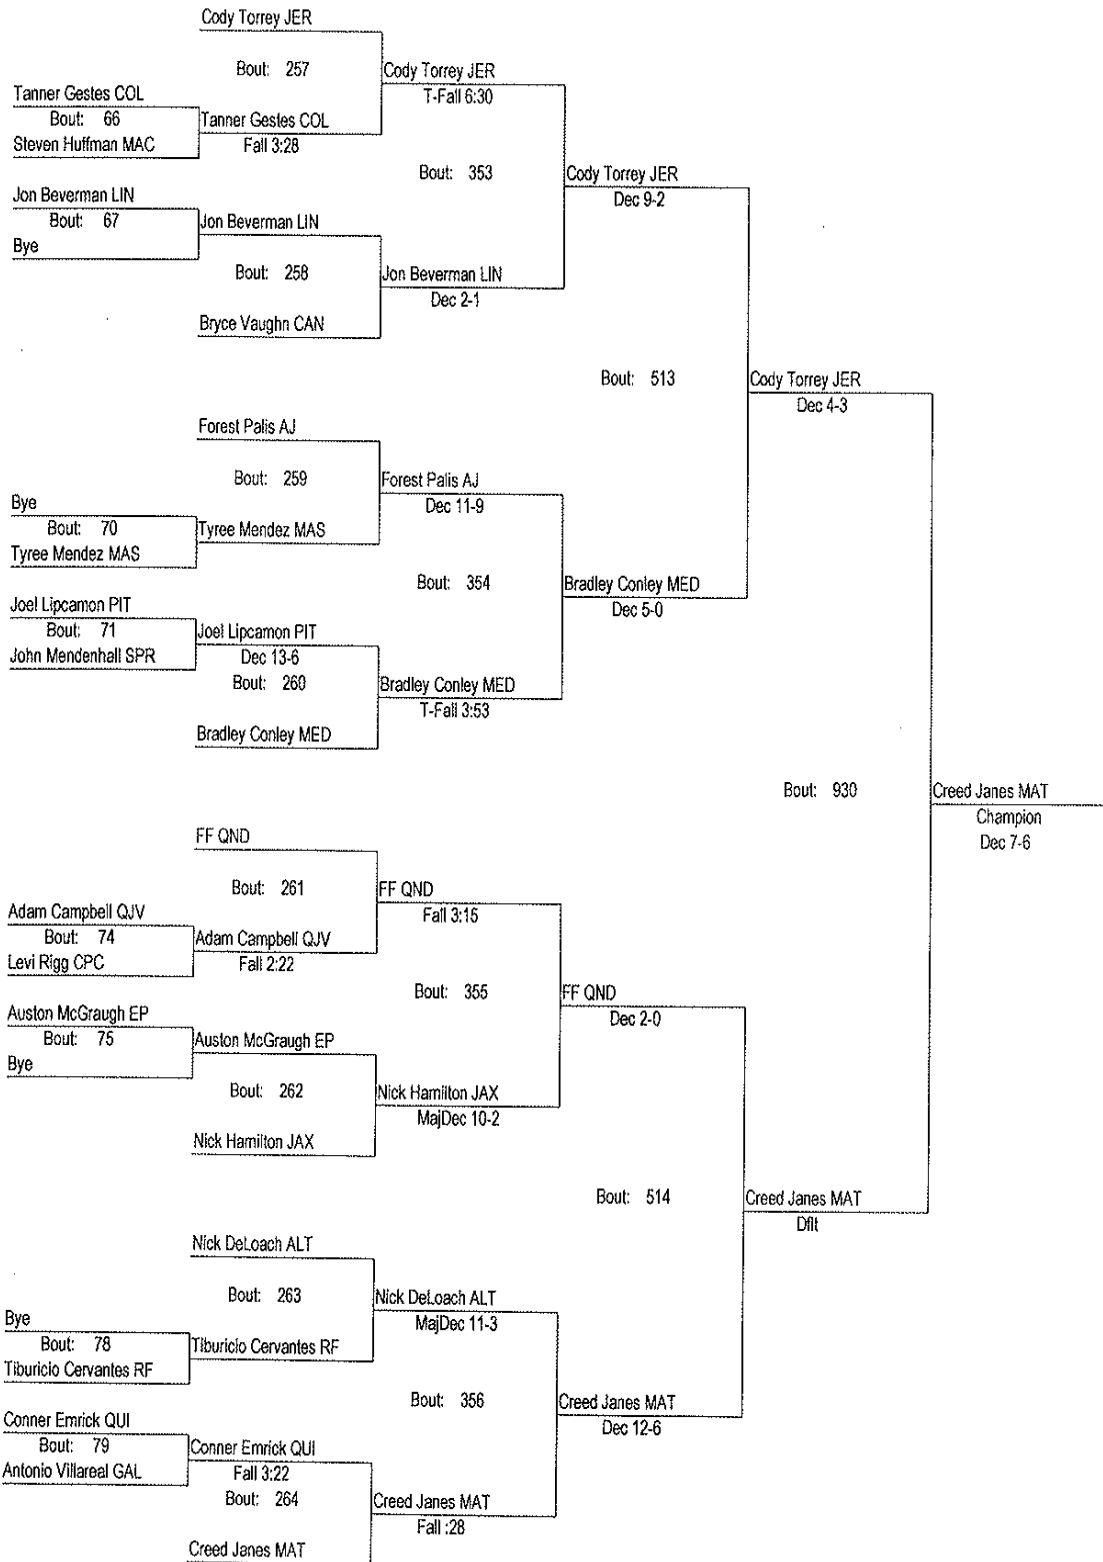 Cody Torrey JER
Bout: 257
Cody Torrey JER
T-Fall 6:30
Tanner Gestes COL
Bout: 66
Tanner Gestes COL
Steven Huffman MAC
Fall 3:28
Bout: 353
Cody Torrey JER
Dec 9-2
Jon Beverman LIN
Bout: 67
Jon Beverman LIN
Bye
Bout: 258
Jon Beverman LIN
Dec 2-1
Bryce Vaughn CAN
Bout: 513
Cody Torrey JER
Dec 4-3
Forest Palis AJ
Bout: 259
Forest Palis AJ
Dec 11-9
Bye
Bout: 70
Tyree Mendez MAS
Tyree Mendez MAS
Bout: 354
Bradley Conley MED
Dec 5-0
Joel Lipcamon PIT
Bout: 71
Joel Lipcamon PIT
John Mendenhall SPR
Dec 13-6
Bout: 260
Bradley Conley MED
T-Fall 3:53
Bradley Conley MED
Bout: 930
Creed Janes MAT
Champion
Dec 7-6
FF QND
Bout: 261
FF QND
Fall 3:15
Adam Campbell QJV
Bout: 74
Adam Campbell QJV
Levi Rigg CPC
Fall 2:22
Bout: 355
FF QND
Dec 2-0
Auston McGraugh EP
Bout: 75
Auston McGraugh EP
Bye
Bout: 262
Nick Hamilton JAX
MajDec 10-2
Nick Hamilton JAX
Bout: 514
Creed Janes MAT
Dflt
Nick DeLoach ALT
Bout: 263
Nick DeLoach ALT
MajDec 11-3
Bye
Bout: 78
Tiburicio Cervantes RF
Tiburicio Cervantes RF
Bout: 356
Creed Janes MAT
Dec 12-6
Conner Emrick QUI
Bout: 79
Conner Emrick QUI
Antonio Villareal GAL
Fall 3:22
Bout: 264
Creed Janes MAT
Fall :28
Creed Janes MAT